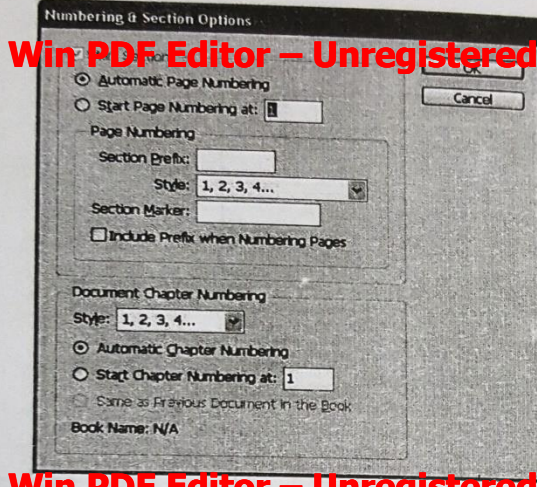 Numbering & Section Options
Win PDF Editor – Unregistered
OK
Automatic Page Numbering
Start Page Numbering at: 1
Cancel
Page Numbering
Section Prefix:
Style: 1, 2, 3, 4...
Section Marker:
Include Prefix when Numbering Pages
Document Chapter Numbering
Style: 1, 2, 3, 4...
Automatic Chapter Numbering
Start Chapter Numbering at: 1
Same as Previous Document in the Book
Book Name: N/A
Win PDF Editor – Unregistered